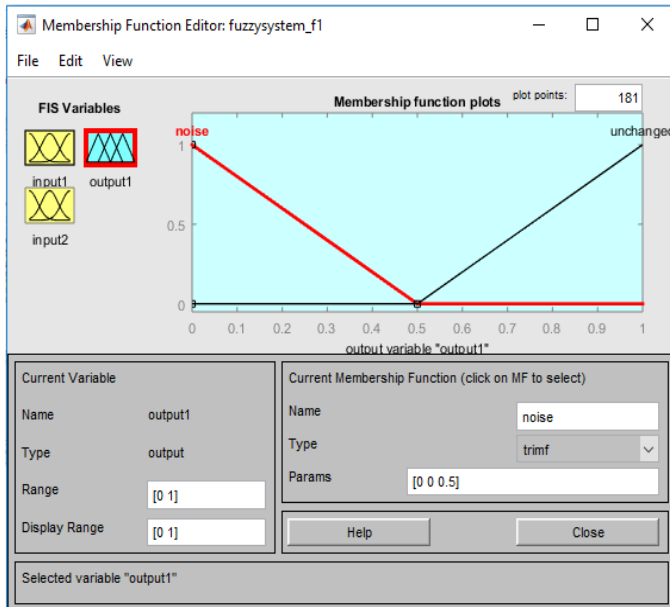 Membership Function Editor: fuzzysystem_f1
File Edit View
FIS Variables
input1 output1
input2
Membership function plots plot points: 181
noise unchanged
1
0.5
0
0 0.1 0.2 0.3 0.4 0.5 0.6 0.7 0.8 0.9 1
output variable "output1"
Current Variable
Name output1
Type output
Range [0 1]
Display Range [0 1]
Current Membership Function (click on MF to select)
Name noise
Type trimf
Params [0 0 0.5]
Help Close
Selected variable "output1"